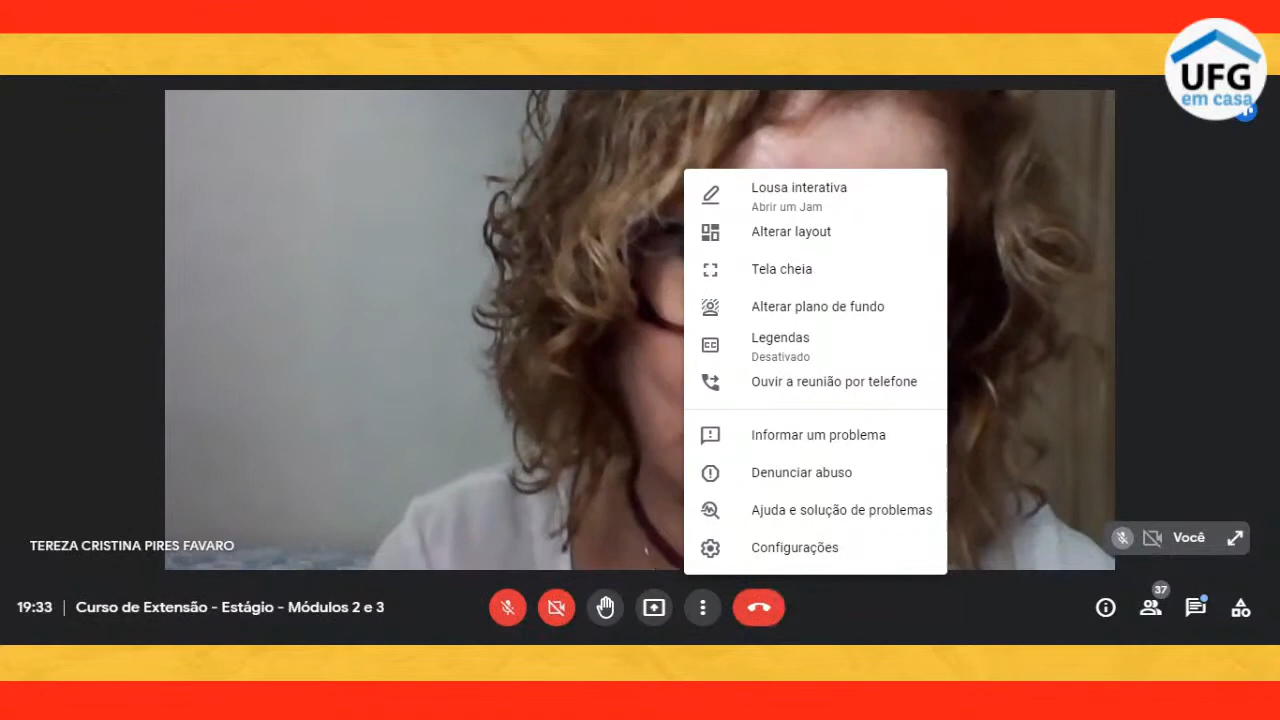 UFG
em casa
Lousa interativa
Abrir um Jam
Alterar layout
Tela cheia
Alterar plano de fundo
Legendas
Desativado
Ouvir a reunião por telefone
Informar um problema
Denunciar abuso
Ajuda e solução de problemas
Configurações
TEREZA CRISTINA PIRES FAVARO
Você
19:33 | Curso de Extensão - Estágio - Módulos 2 e 3
37